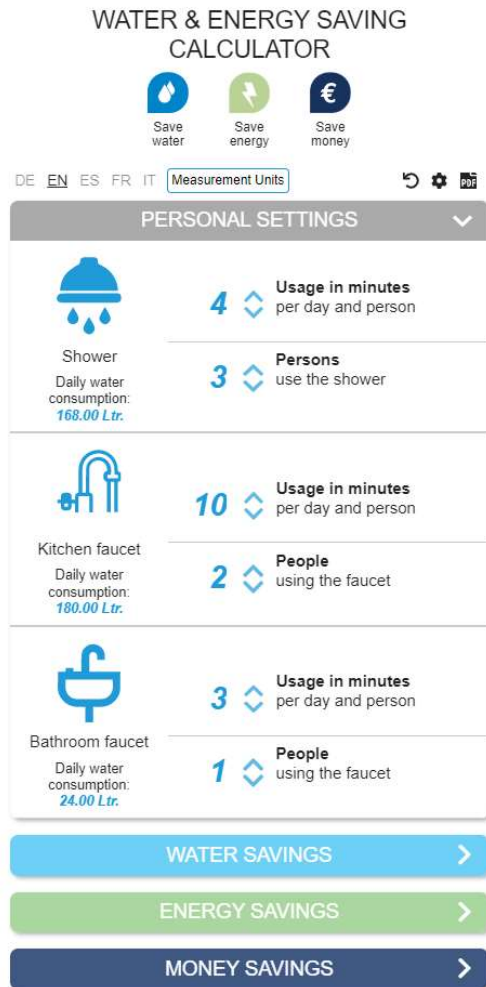 WATER & ENERGY SAVING
CALCULATOR
€
Save
water
Save
energy
Save
money
DE EN ES FR IT Measurement Units PDF
PERSONAL SETTINGS
4 Usage in minutes
per day and person
Shower
Daily water
consumption:
168.00 Ltr.
3 Persons
use the shower
10 Usage in minutes
per day and person
Kitchen faucet
Daily water
consumption:
180.00 Ltr.
2 People
using the faucet
3 Usage in minutes
per day and person
Bathroom faucet
Daily water
consumption:
24.00 Ltr.
1 People
using the faucet
WATER SAVINGS
ENERGY SAVINGS
MONEY SAVINGS